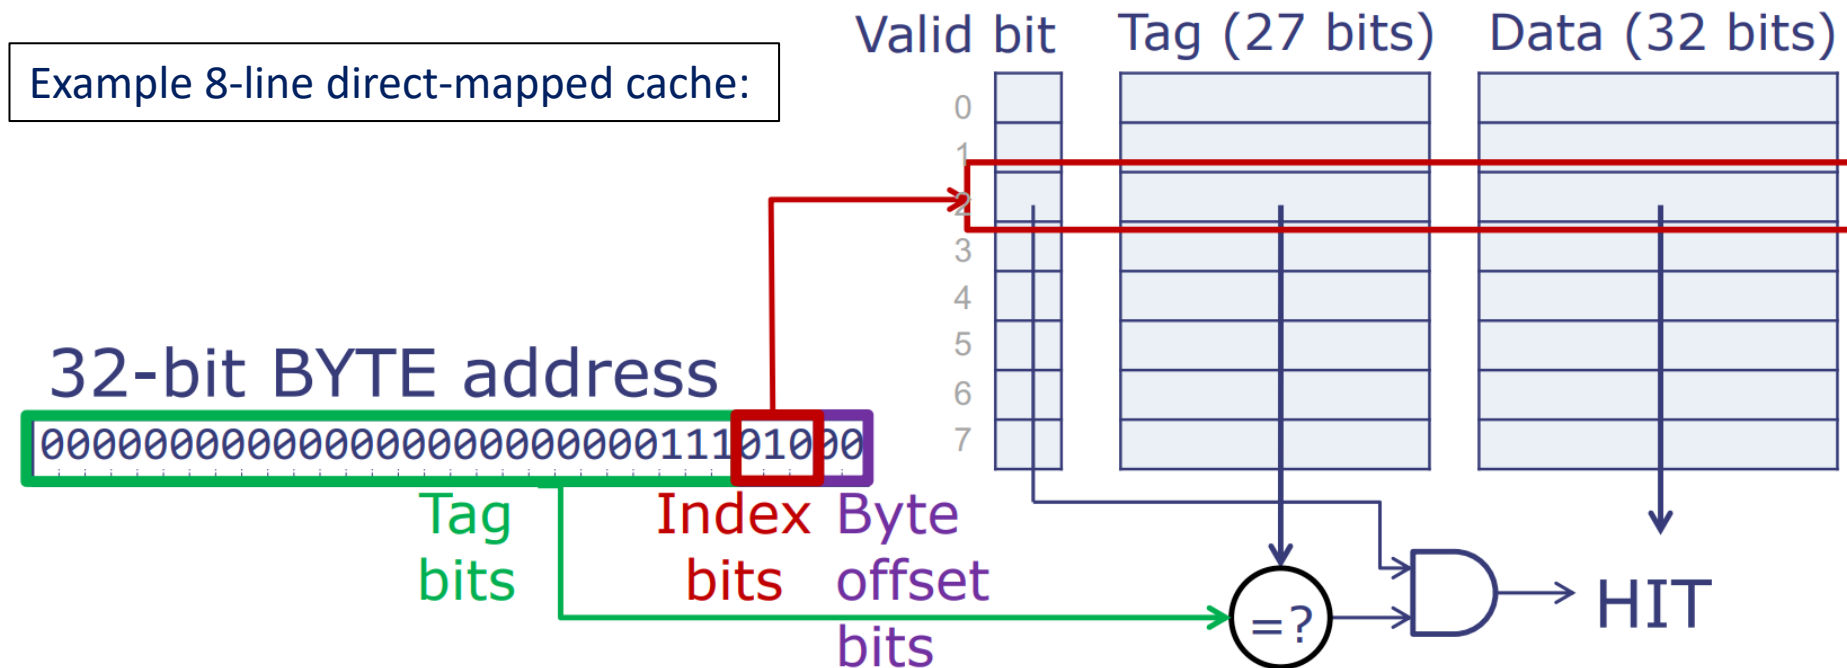 Example 8-line direct-mapped cache:
Valid bit
Tag (27 bits)
Data (32 bits)
0
1
2
3
4
5
6
7
32-bit BYTE address
00000000000000000000000011101000
Tag
bits
Index
bits
Byte
offset
bits
=?
HIT